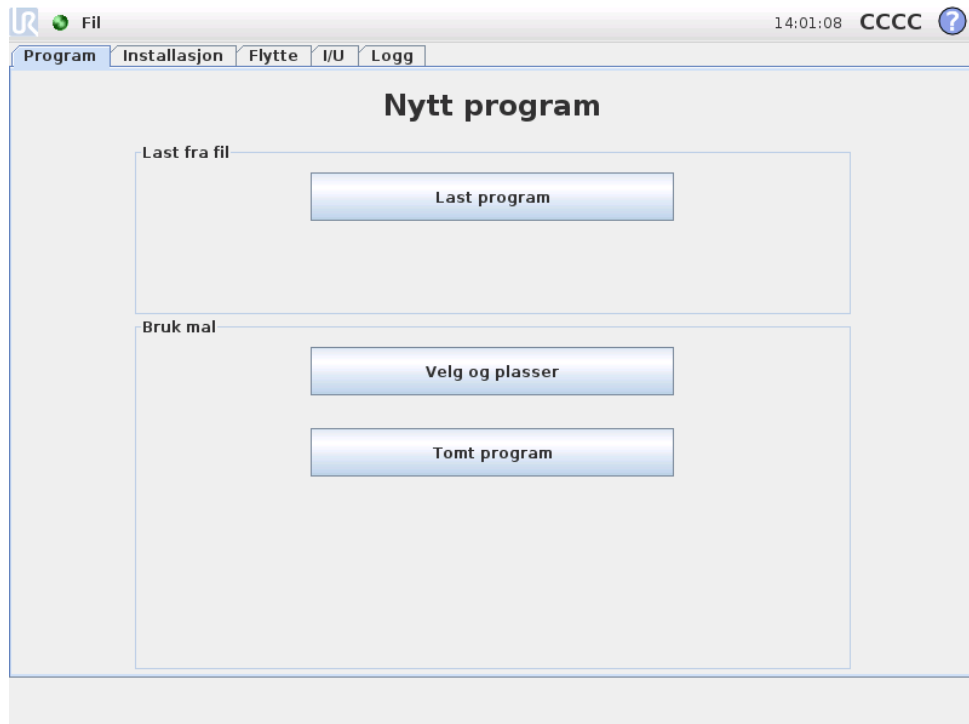 UR Fil 14:01:08 CCCC ?
Program Installasjon Flytte I/U Logg
Nytt program
Last fra fil
Last program
Bruk mal
Velg og plasser
Tomt program